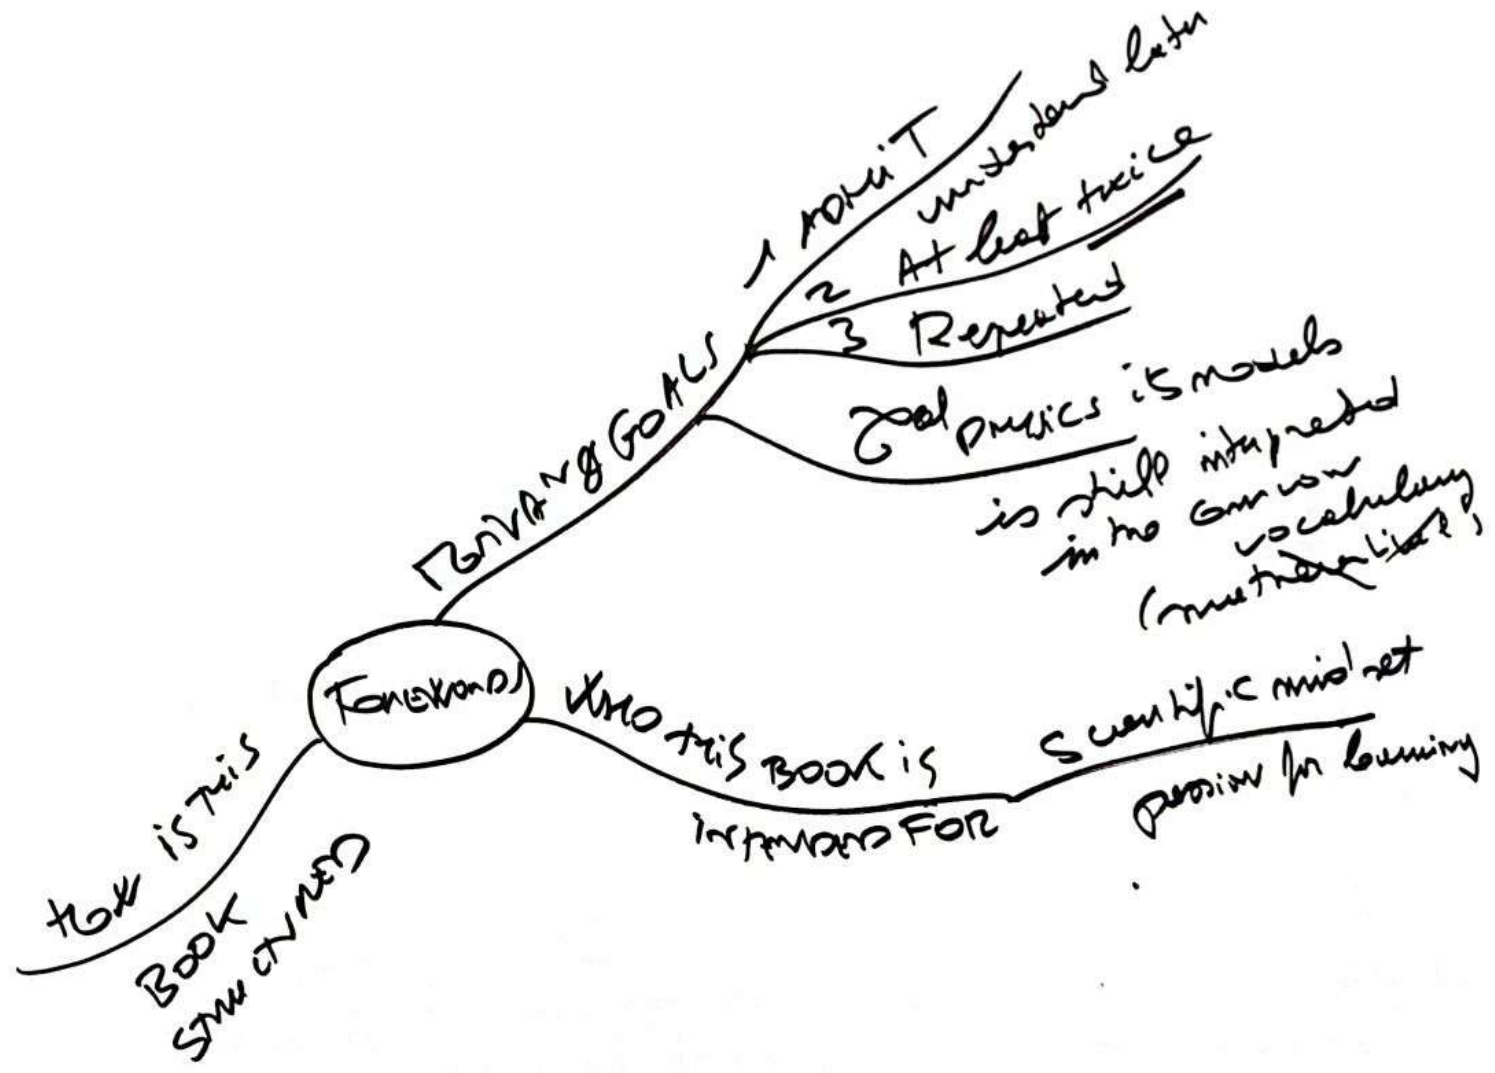 1 ADMIT
understand later
2 At least twice
3 Repeated
goal physics its models
is still interpreted
in the common
vocabulary
GOALS
FOREWORDS
WHO THIS BOOK IS
INTENDED FOR
Scientific mindset
passion for learning
HOW IS THIS
BOOK
STRUCTURED